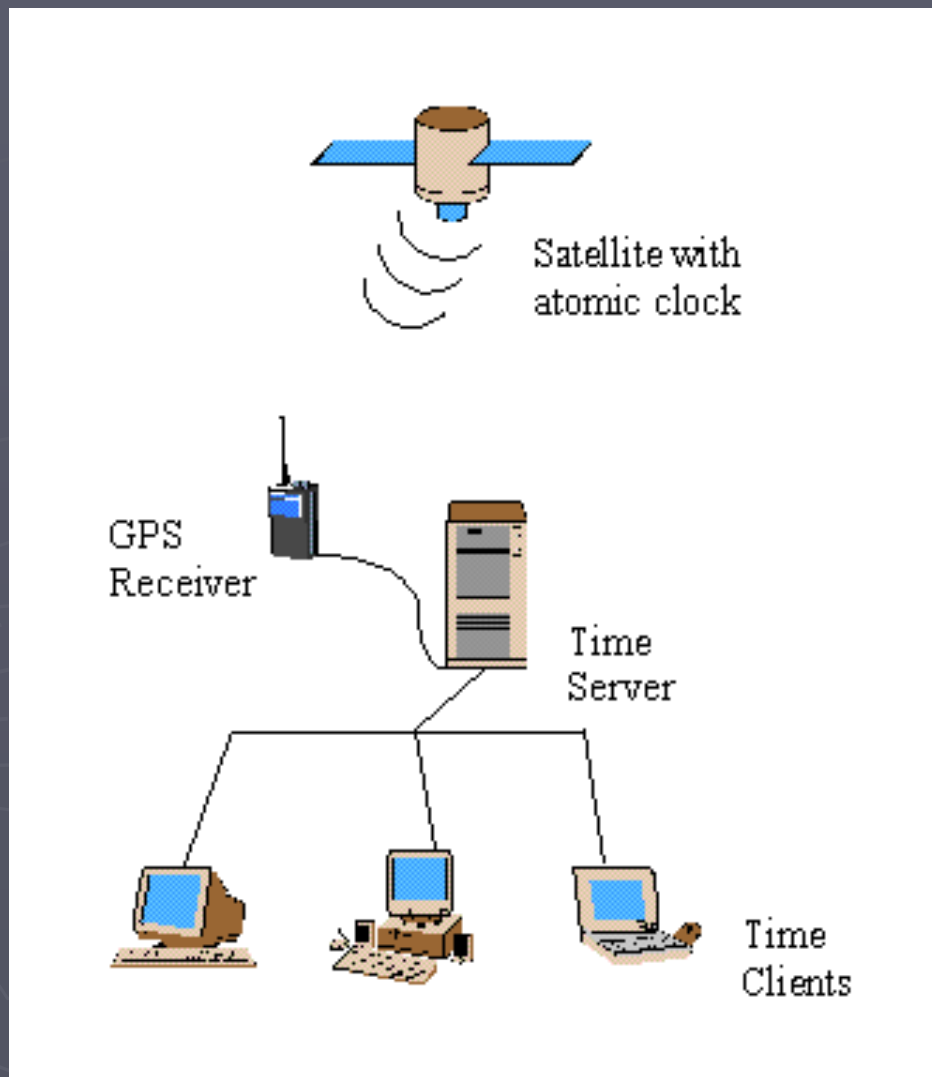 Satellite with
atomic clock
GPS
Receiver
Time
Server
Time
Clients